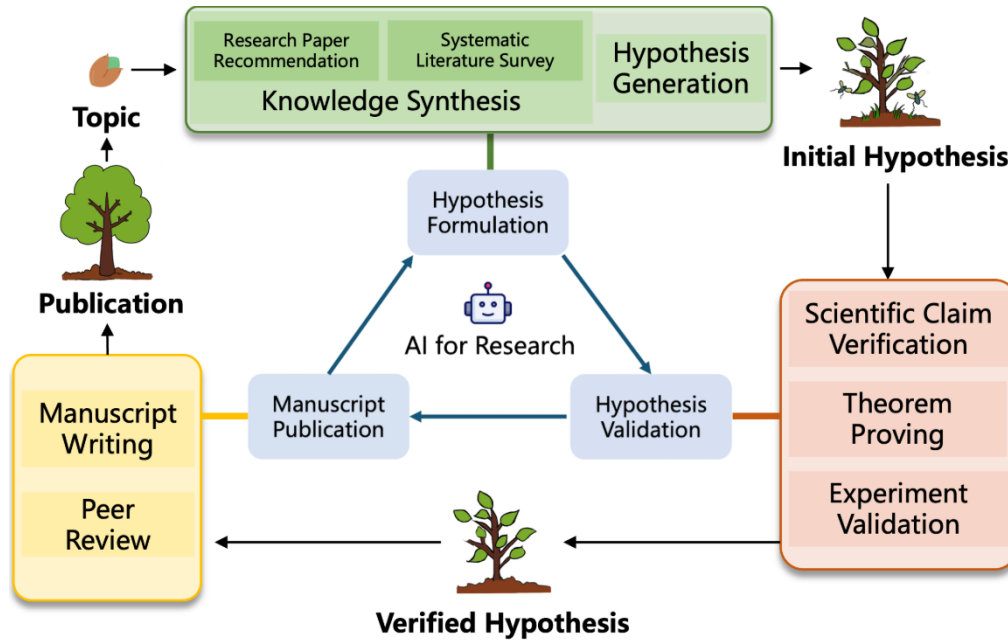 Research Paper
Recommendation
Systematic
Literature Survey
Knowledge Synthesis
Hypothesis
Generation
Topic
Initial Hypothesis
Hypothesis
Formulation
Publication
AI for Research
Scientific Claim
Verification
Theorem
Proving
Experiment
Validation
Manuscript
Publication
Hypothesis
Validation
Manuscript
Writing
Peer
Review
Verified Hypothesis